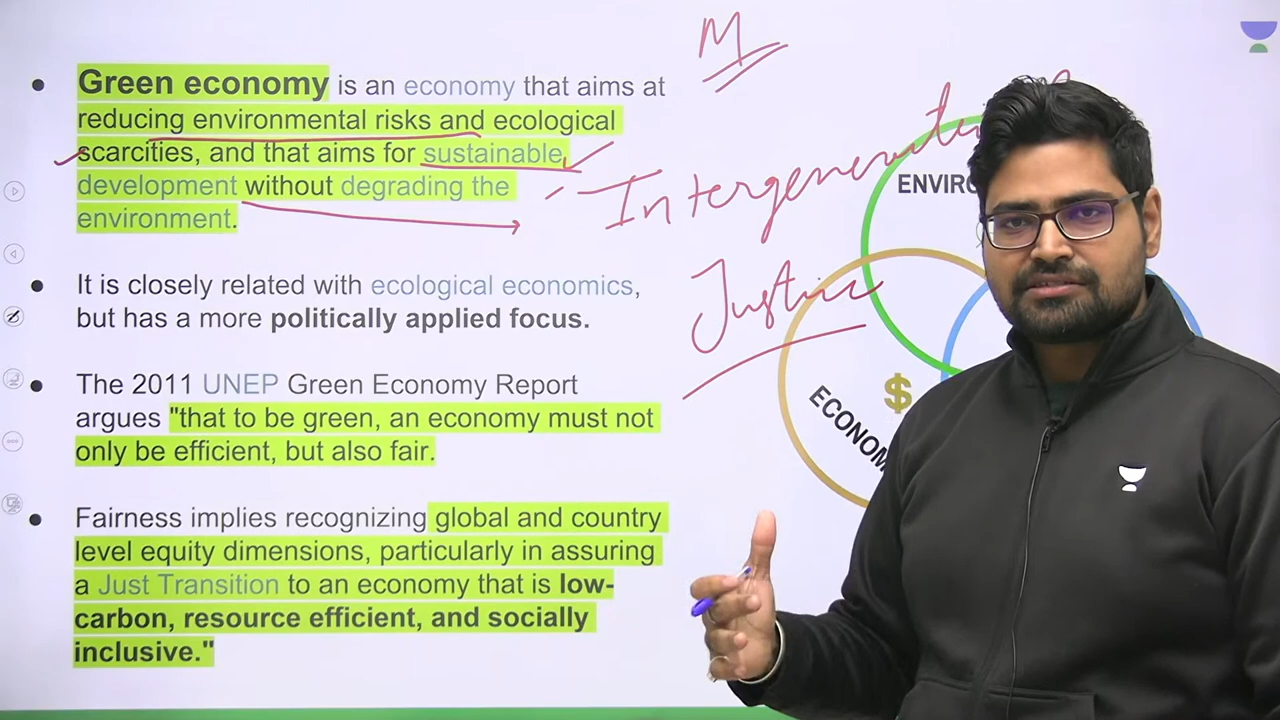 M
Green economy is an economy that aims at
reducing environmental risks and ecological
scarcities, and that aims for sustainable
development without degrading the
environment.
It is closely related with ecological economics,
but has a more politically applied focus.
The 2011 UNEP Green Economy Report
argues "that to be green, an economy must not
only be efficient, but also fair.
Fairness implies recognizing global and country
level equity dimensions, particularly in assuring
a Just Transition to an economy that is low-
carbon, resource efficient, and socially
inclusive."
Intergeneration
Justice
$